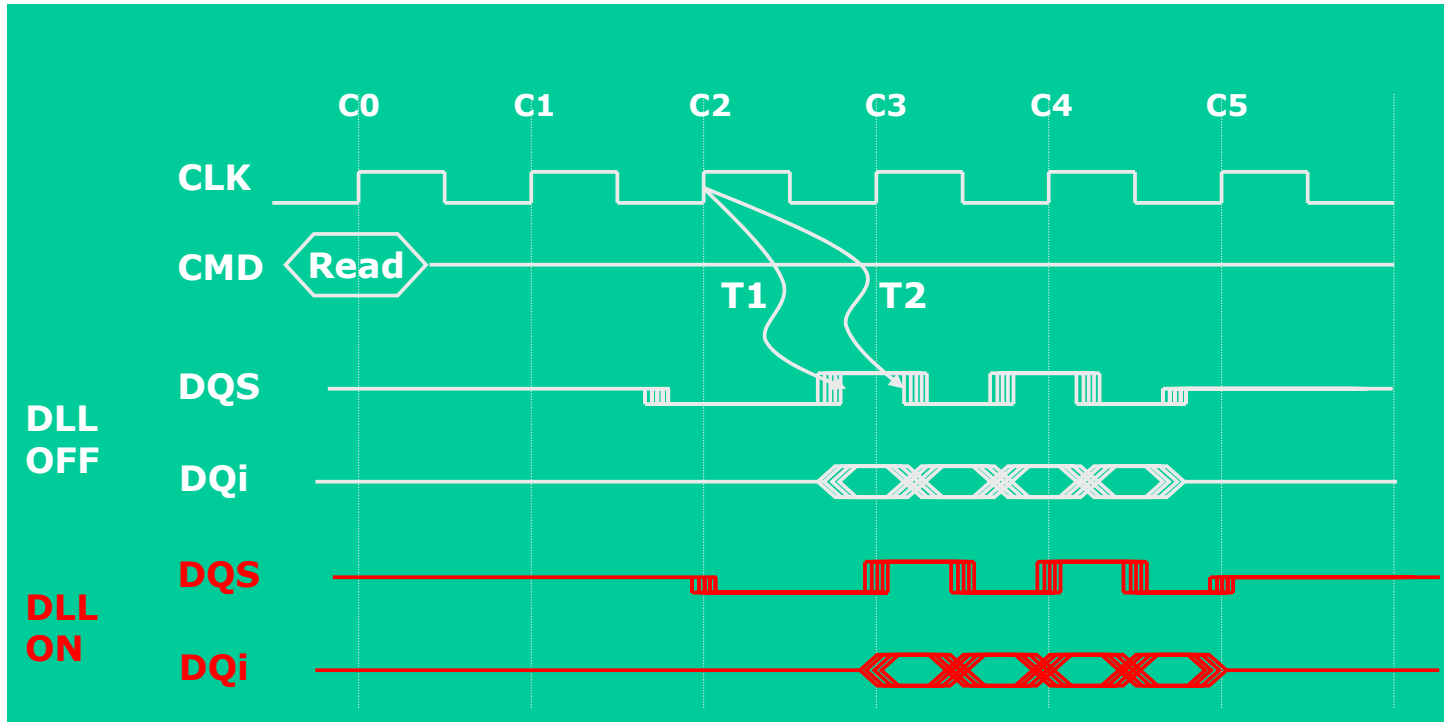 C0 C1 C2 C3 C4 C5
CLK
CMD Read
T1 T2
DQS
DLL
OFF
DQi
DQS
DLL
ON
DQi